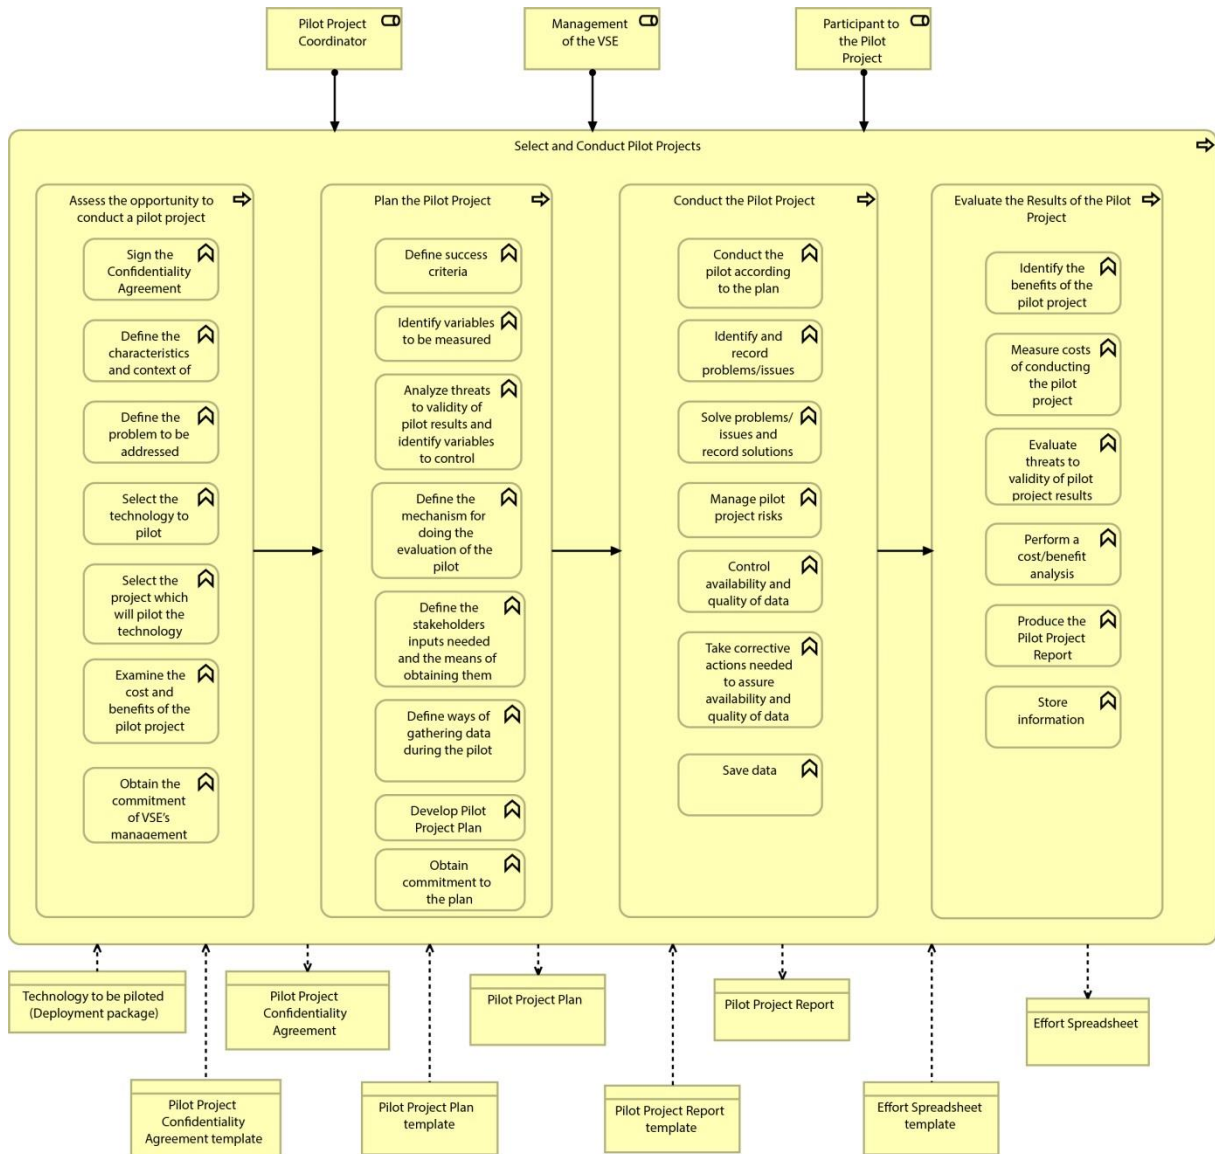 Pilot Project
Coordinator
Management
of the VSE
Participant to
the Pilot
Project
Select and Conduct Pilot Projects
Assess the opportunity to
conduct a pilot project
Sign the
Confidentiality
Agreement
Define the
characteristics
and context of
Define the
problem to be
addressed
Select the
technology to
pilot
Select the
project which
will pilot the
technology
Examine the
cost and
benefits of the
pilot project
Obtain the
commitment
of VSE's
management
Plan the Pilot Project
Define success
criteria
Identify variables
to be measured
Analyze threats
to validity of
pilot results and
identify variables
to control
Define the
mechanism for
doing the
evaluation of the
pilot
Define the
stakeholders
inputs needed
and the means of
obtaining them
Define ways of
gathering data
during the pilot
Develop Pilot
Project Plan
Obtain
commitment to
the plan
Conduct the Pilot Project
Conduct the
pilot according
to the plan
Identify and
record
problems/issues
Solve problems/
issues and
record solutions
Manage pilot
project risks
Control
availability and
quality of data
Take corrective
actions needed
to assure
availability and
quality of data
Save data
Evaluate the Results of the Pilot
Project
Identify the
benefits of the
pilot project
Measure costs
of conducting
the pilot
project
Evaluate
threats to
validity of pilot
project results
Perform a
cost/benefit
analysis
Produce the
Pilot Project
Report
Store
information
Technology to be piloted
(Deployment package)
Pilot Project
Confidentiality
Agreement
Pilot Project Plan
Pilot Project Report
Effort Spreadsheet
Pilot Project
Confidentiality
Agreement template
Pilot Project Plan
template
Pilot Project Report
template
Effort Spreadsheet
template